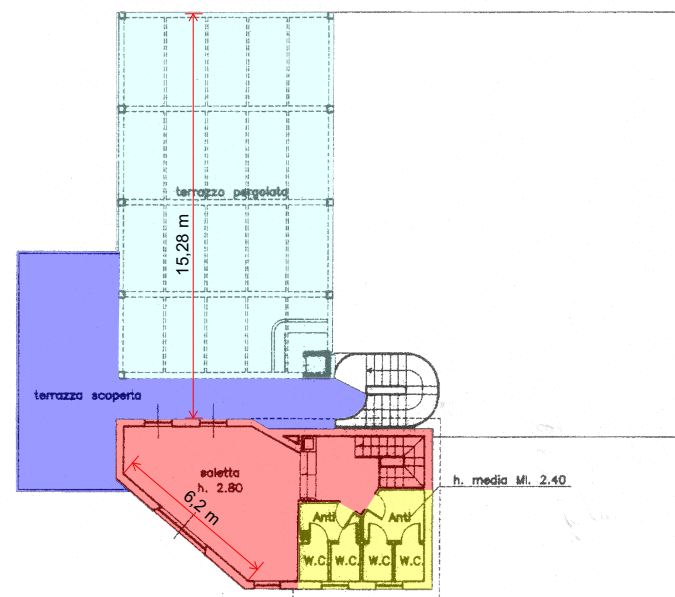 terrazzo pergolato
15,28 m
terrazza scoperta
saletta
h. 2.80
6,2 m
h. media Ml. 2.40
Anti
Anti
W.C.
W.C.
W.C.
W.C.